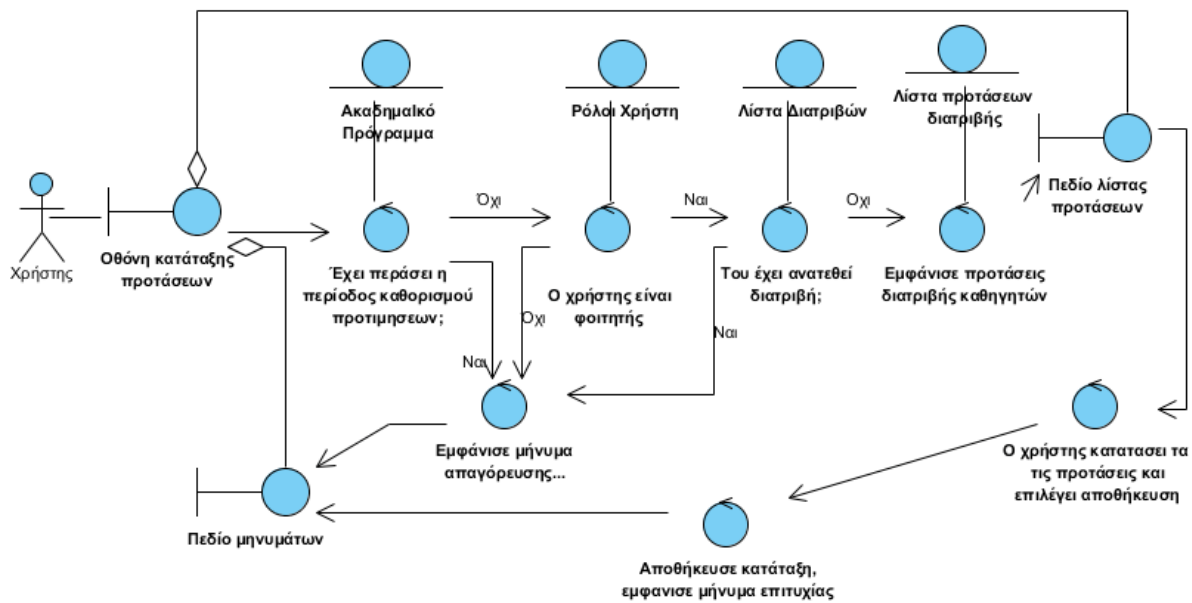 Ακαδημαϊκό
Πρόγραμμα
Ρόλοι Χρήστη
Λίστα Διατριβών
Λίστα προτάσεων
διατριβής
Πεδίο λίστας
προτάσεων
Χρήστης
Οθόνη κατάταξης
προτάσεων
Όχι
Ναι
Οχι
Έχει περάσει η
περίοδος καθορισμού
προτιμησεων;
Ο χρήστης είναι
φοιτητής
Του έχει ανατεθεί
διατριβή;
Εμφάνισε προτάσεις
διατριβής καθηγητών
Ναι
Όχι
Ναι
Εμφάνισε μήνυμα
απαγόρευσης...
Ο χρήστης κατατασει τα
τις προτάσεις και
επιλέγει αποθήκευση
Πεδίο μηνυμάτων
Αποθήκευσε κατάταξη,
εμφανισε μήνυμα επιτυχίας